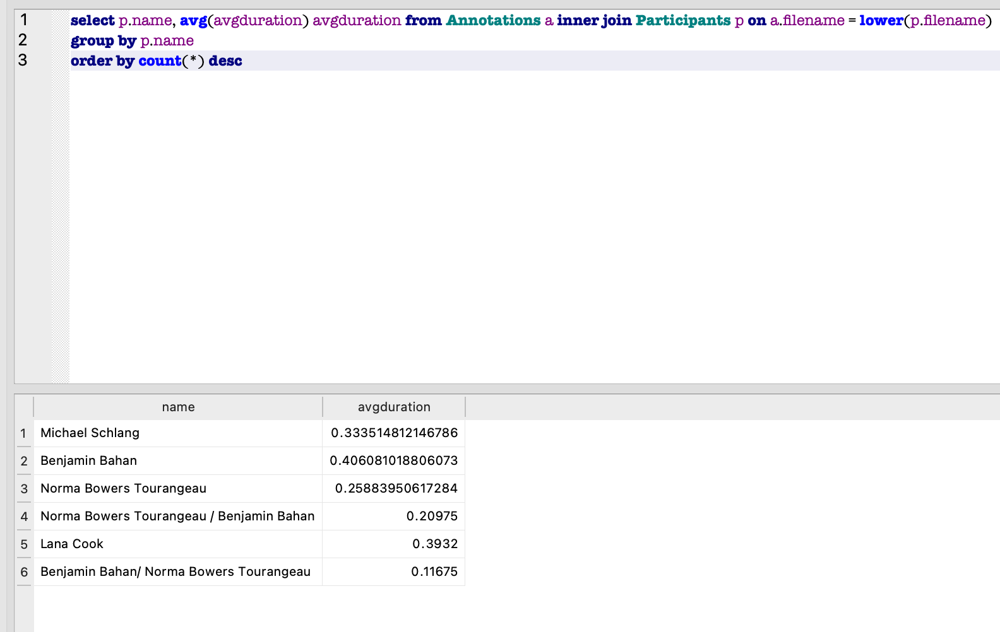 1 select p.name, avg(avgduration) avgduration from Annotations a inner join Participants p on a.filename = lower(p.filename)
2 group by p.name
3 order by count(*) desc
name avgduration
1 Michael Schlang 0.333514812146786
2 Benjamin Bahan 0.406081018806073
3 Norma Bowers Tourangeau 0.25883950617284
4 Norma Bowers Tourangeau / Benjamin Bahan 0.20975
5 Lana Cook 0.3932
6 Benjamin Bahan/ Norma Bowers Tourangeau 0.11675